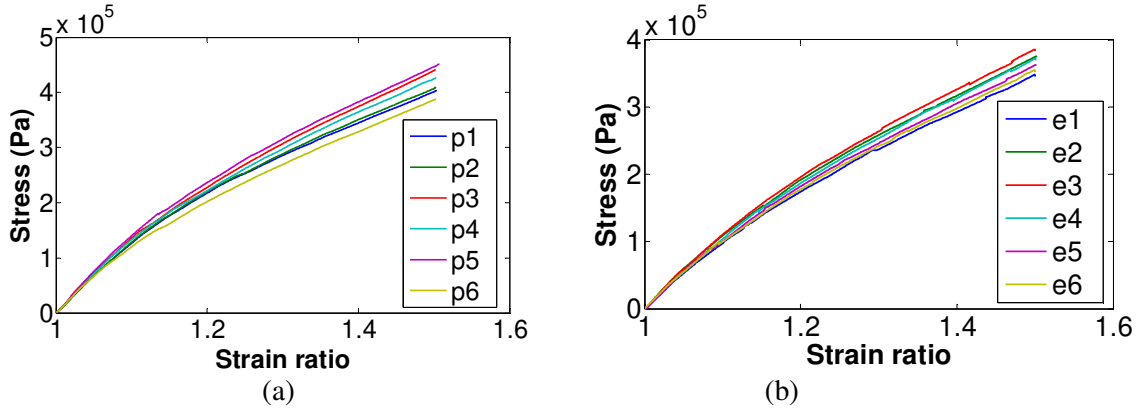 x 10^5
5
4
3
2
1
0
1
1.2
1.4
1.6
Stress (Pa)
Strain ratio
p1
p2
p3
p4
p5
p6
(a)
x 10^5
4
3
2
1
0
1
1.2
1.4
1.6
Stress (Pa)
Strain ratio
e1
e2
e3
e4
e5
e6
(b)